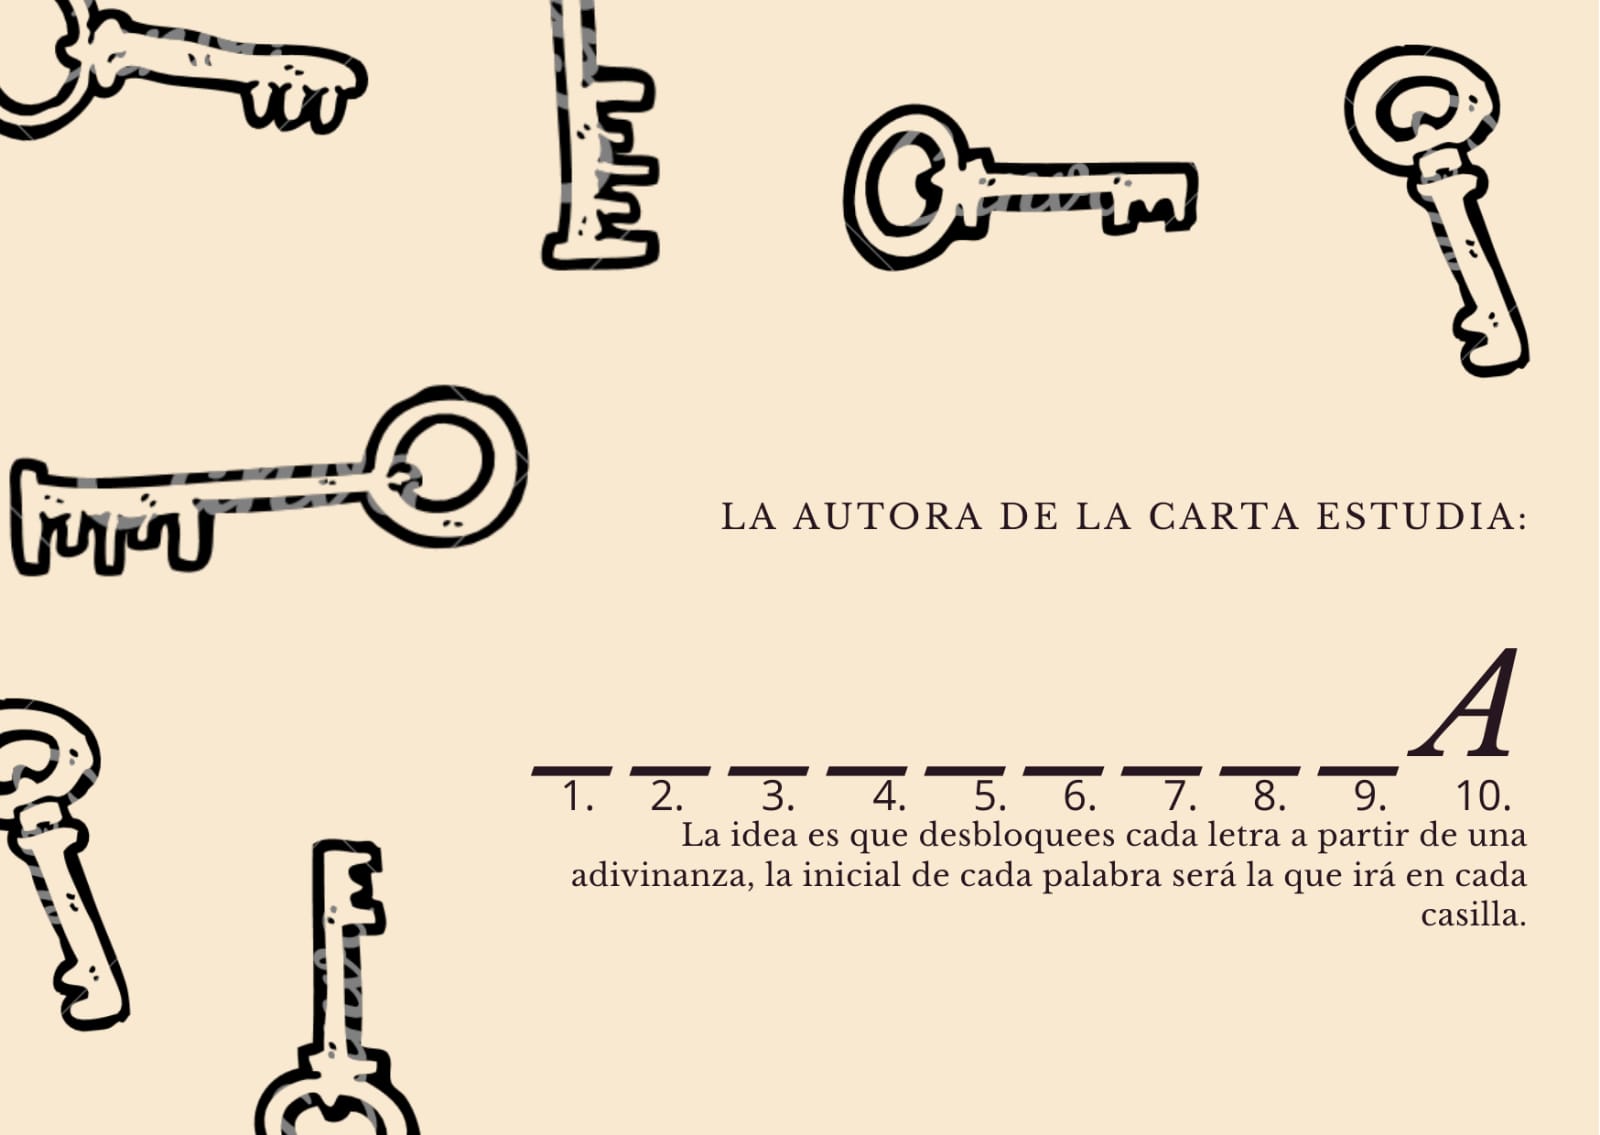 LA AUTORA DE LA CARTA ESTUDIA:
A
1. 2. 3. 4. 5. 6. 7. 8. 9. 10.
La idea es que desbloquees cada letra a partir de una
adivinanza, la inicial de cada palabra será la que irá en cada
casilla.